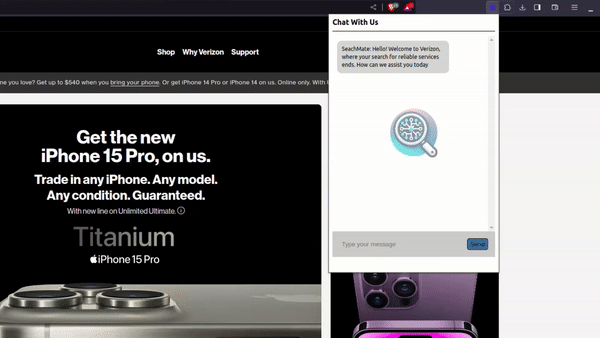 Shop Why Verizon Support
ne you love? Get up to $540 when you bring your phone. Or get iPhone 14 Pro or iPhone 14 on us. Online only. With
Get the new
iPhone 15 Pro, on us.
Trade in any iPhone. Any model.
Any condition. Guaranteed.
With new line on Unlimited Ultimate.
Titanium
iPhone 15 Pro
Chat With Us
SeachMate: Hello! Welcome to Verizon,
where your search for reliable services
ends. How can we assist you today
Type your message
Send